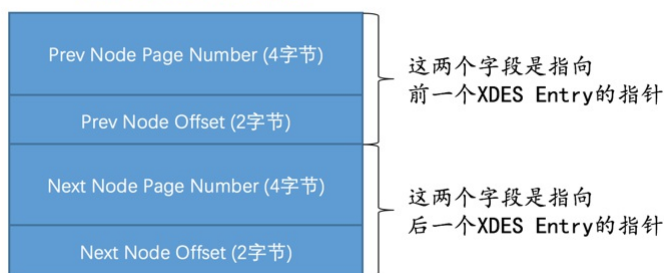 Prev Node Page Number (4字节)
这两个字段是指向
前一个XDES Entry的指针
Prev Node Offset (2字节)
Next Node Page Number (4字节)
这两个字段是指向
后一个XDES Entry的指针
Next Node Offset (2字节)